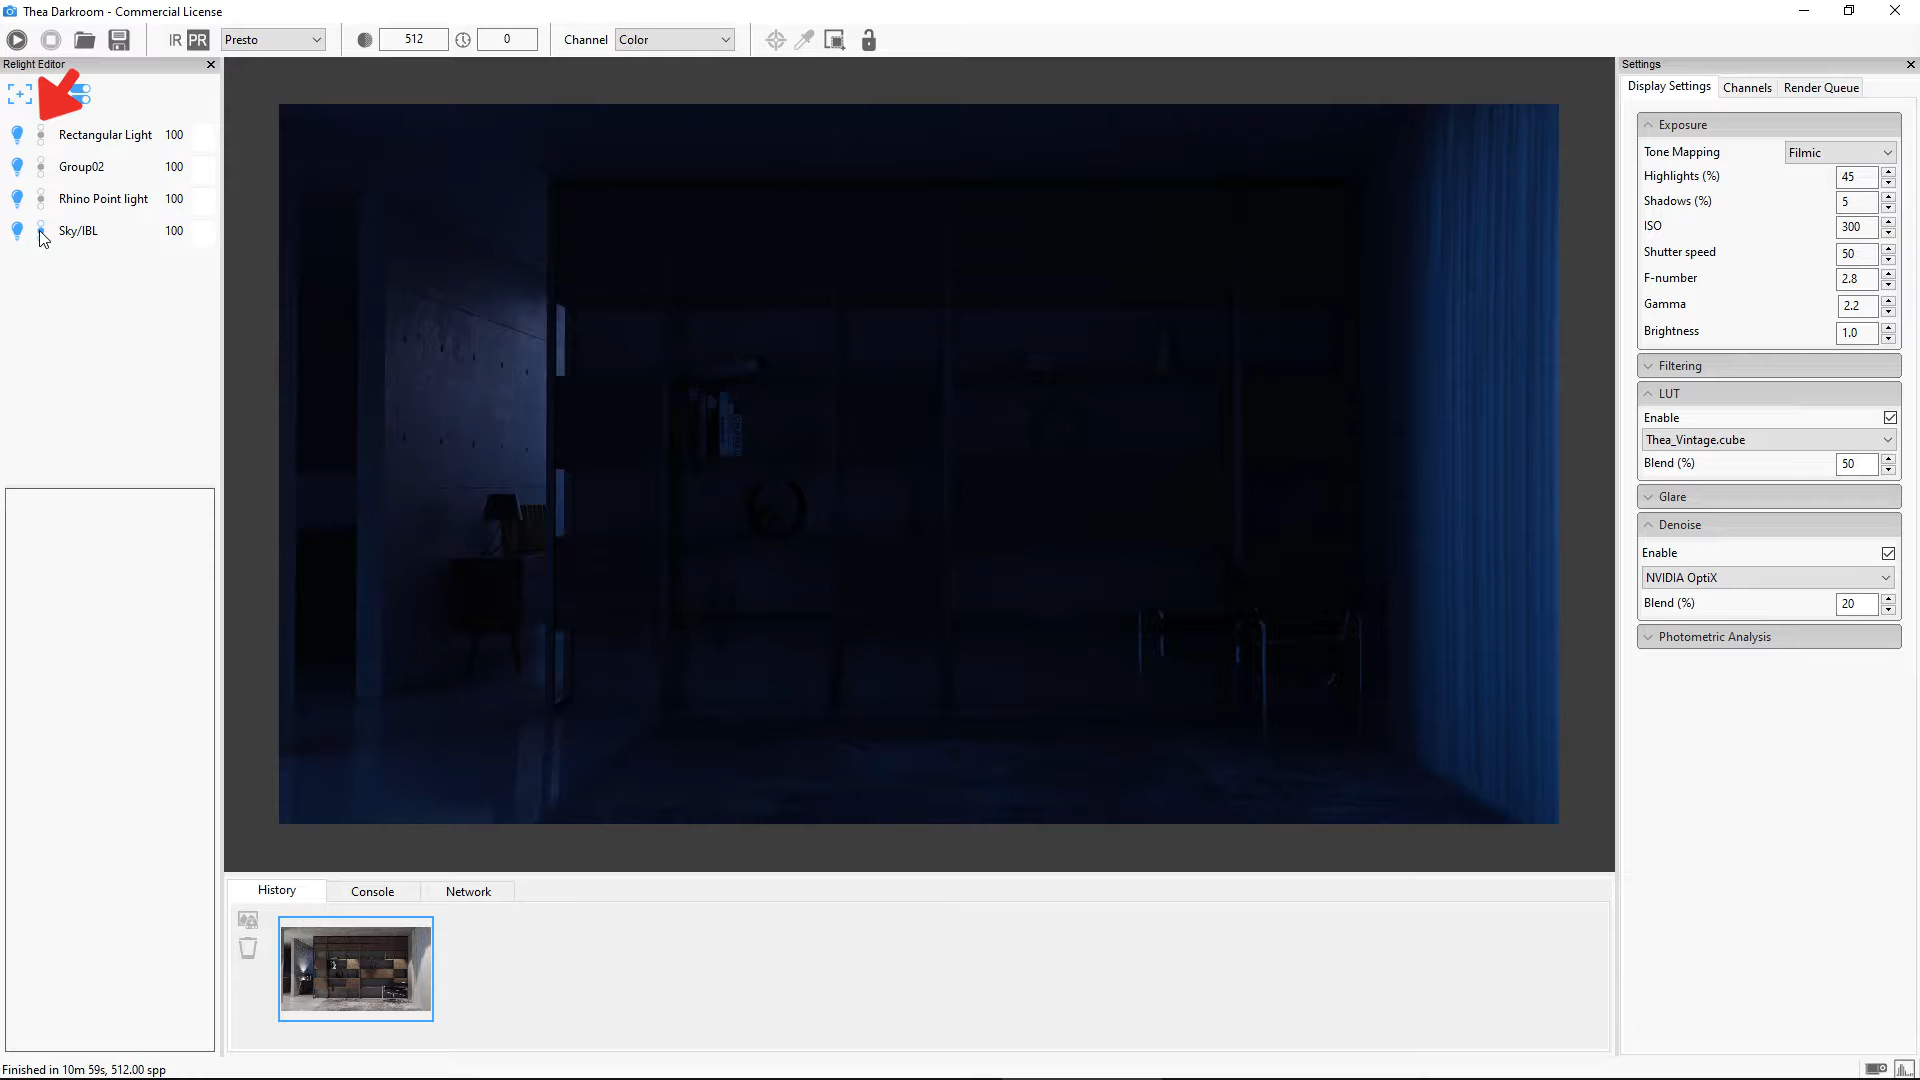 Thea Darkroom - Commercial License
IR PR Presto 512 0 Channel Color
Relight Editor
Rectangular Light 100
Group02 100
Rhino Point light 100
Sky/IBL 100
Settings
Display Settings Channels Render Queue
Exposure
Tone Mapping Filmic
Highlights (%) 45
Shadows (%) 5
ISO 300
Shutter speed 50
F-number 2.8
Gamma 2.2
Brightness 1.0
Filtering
LUT
Enable
Thea_Vintage.cube
Blend (%) 50
Glare
Denoise
Enable
NVIDIA OptiX
Blend (%) 20
Photometric Analysis
History Console Network
Finished in 10m 59s, 512.00 spp